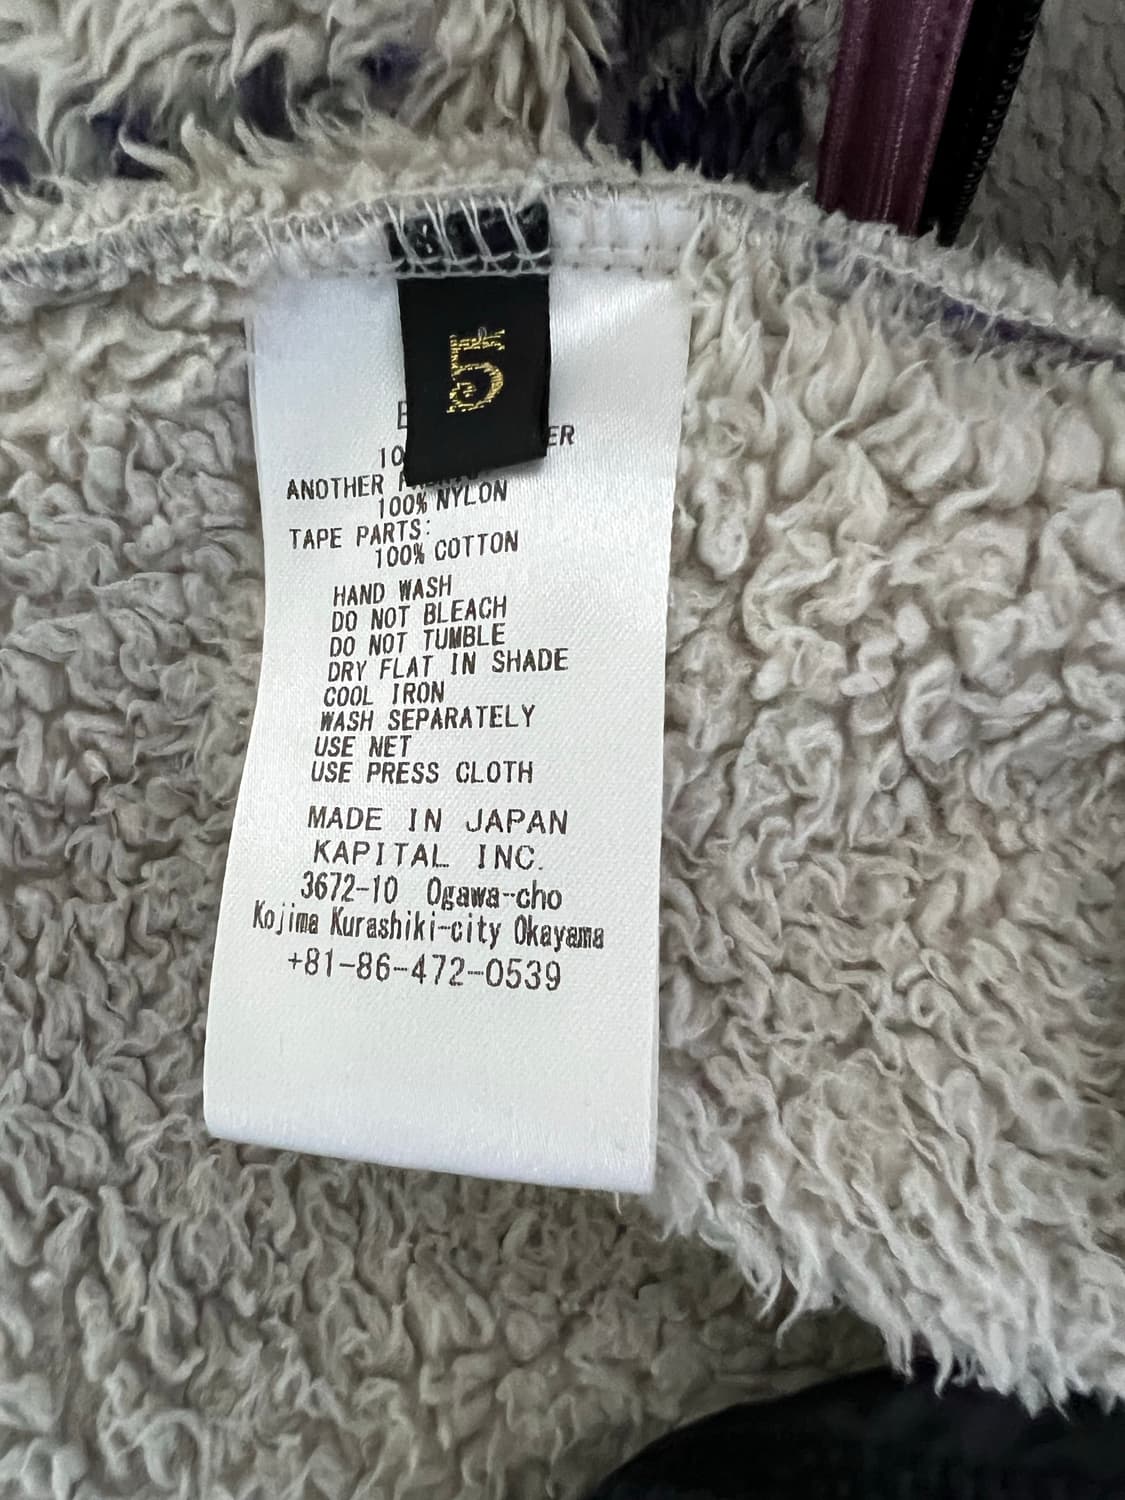 5
ANOTHER
100% NYLON
TAPE PARTS:
100% COTTON
HAND WASH
DO NOT BLEACH
DO NOT TUMBLE
DRY FLAT IN SHADE
COOL IRON
WASH SEPARATELY
USE NET
USE PRESS CLOTH
MADE IN JAPAN
KAPITAL INC.
3672-10 Ogawa-cho
Kojima Kurashiki-city Okayama
+81-86-472-0539